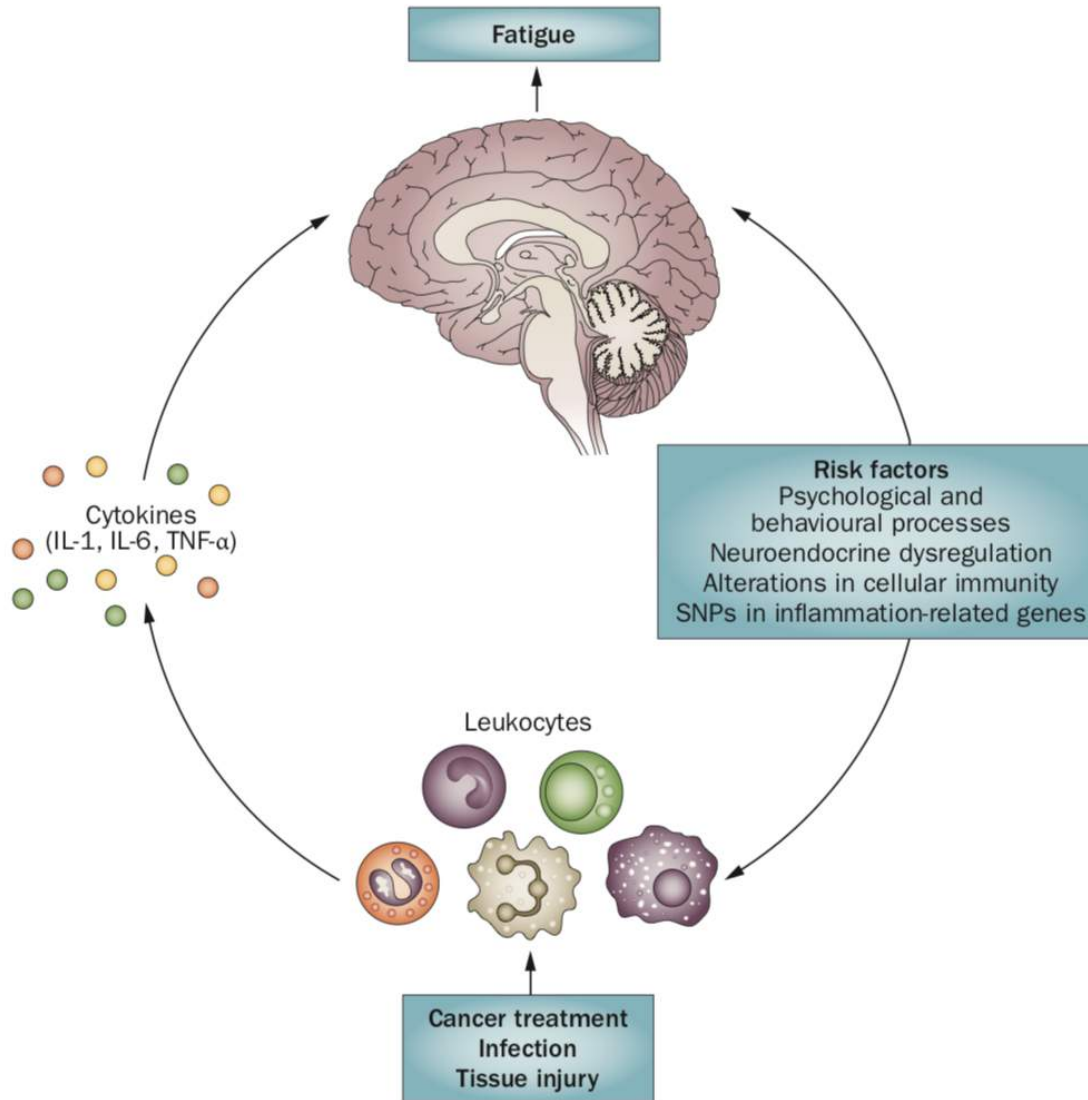 Fatigue
Cytokines
(IL-1, IL-6, TNF-α)
Risk factors
Psychological and
behavioural processes
Neuroendocrine dysregulation
Alterations in cellular immunity
SNPs in inflammation-related genes
Leukocytes
Cancer treatment
Infection
Tissue injury